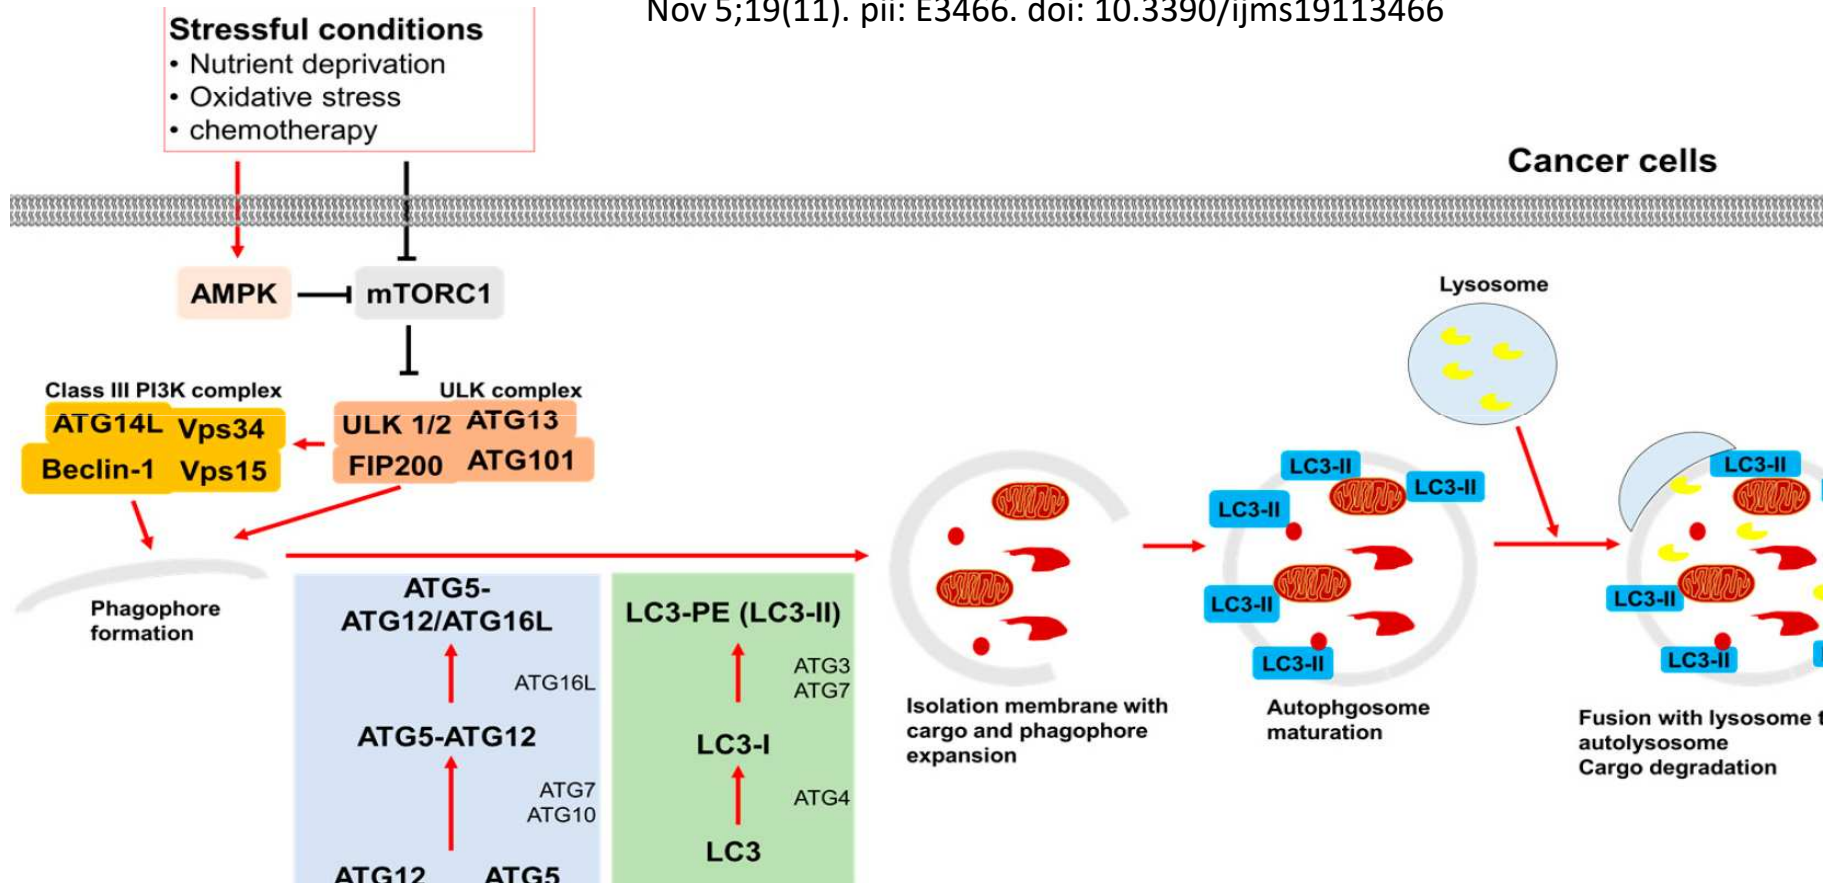 Nov 5;19(11). pii: E3466. doi: 10.3390/ijms19113466
Stressful conditions
• Nutrient deprivation
• Oxidative stress
• chemotherapy
Cancer cells
AMPK
mTORC1
Lysosome
Class III PI3K complex
ATG14L
Vps34
Beclin-1
Vps15
ULK complex
ULK 1/2
ATG13
FIP200
ATG101
Phagophore
formation
ATG5-
ATG12/ATG16L
ATG16L
ATG5-ATG12
ATG7
ATG10
ATG12
ATG5
LC3-PE (LC3-II)
ATG3
ATG7
LC3-I
ATG4
LC3
Isolation membrane with
cargo and phagophore
expansion
LC3-II
LC3-II
LC3-II
LC3-II
LC3-II
Autophgosome
maturation
LC3-II
LC3-II
LC3-II
Fusion with lysosome
autolysosome
Cargo degradation